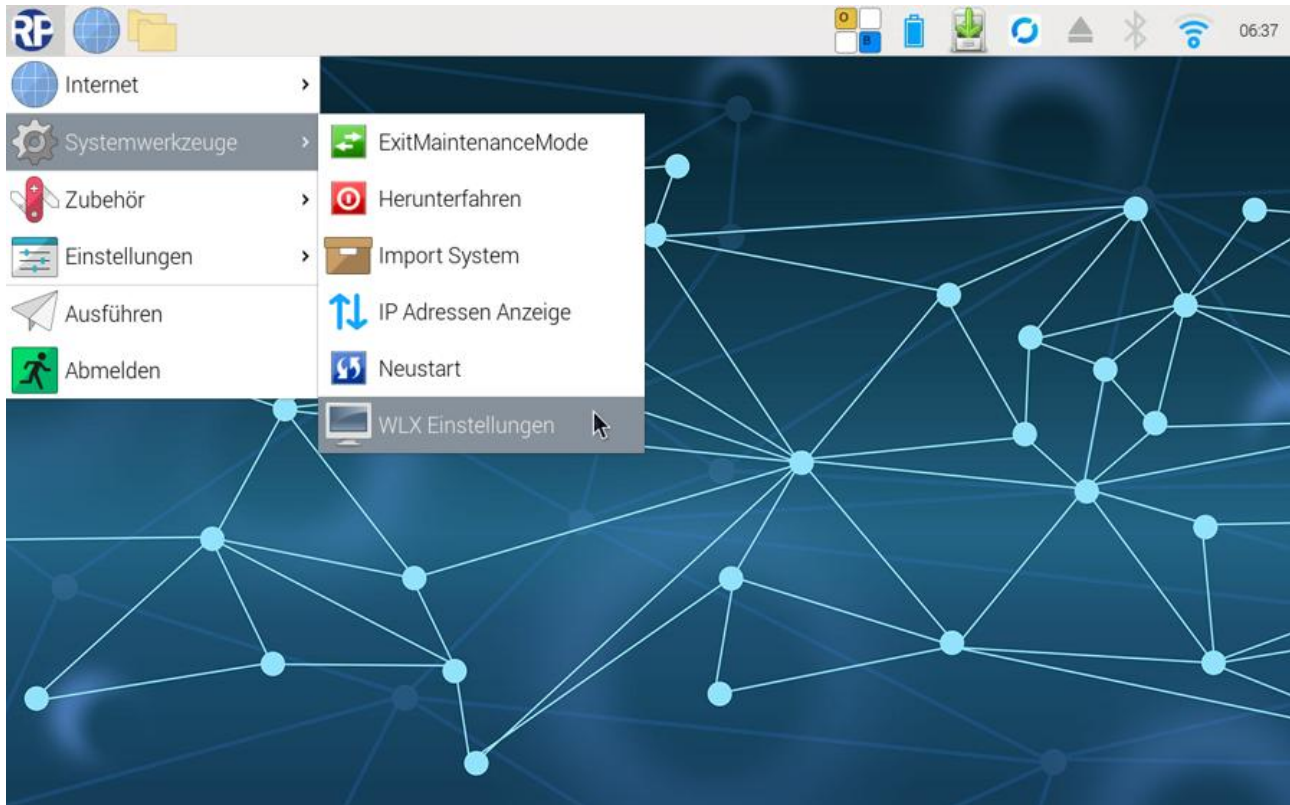 RP
O
B
06:37
Internet
Systemwerkzeuge
Zubehör
Einstellungen
Ausführen
Abmelden
ExitMaintenanceMode
Herunterfahren
Import System
IP Adressen Anzeige
Neustart
WLX Einstellungen